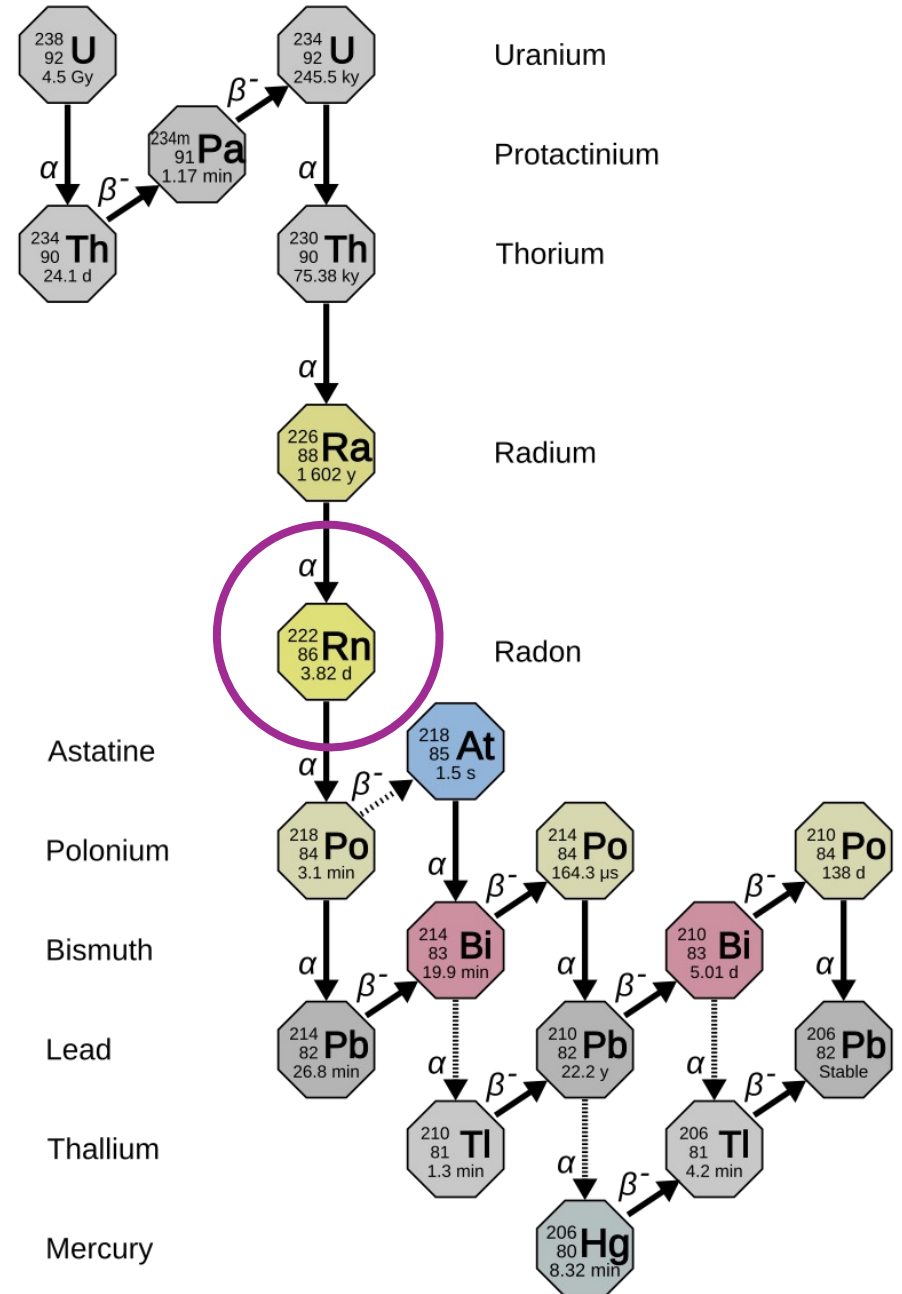 238
92 U
4.5 Gy
234
92 U
245.5 ky
Uranium
β-
234m
91 Pa
1.17 min
Protactinium
α
β-
α
234
90 Th
24.1 d
230
90 Th
75.38 ky
Thorium
α
226
88 Ra
1 602 y
Radium
α
222
86 Rn
3.82 d
Radon
Astatine
α
β-
218
85 At
1.5 s
Polonium
218
84 Po
3.1 min
α
β-
214
84 Po
164.3 µs
β-
210
84 Po
138 d
Bismuth
α
β-
214
83 Bi
19.9 min
α
β-
210
83 Bi
5.01 d
α
Lead
214
82 Pb
26.8 min
α
β-
210
82 Pb
22.2 y
α
β-
206
82 Pb
Stable
Thallium
210
81 Tl
1.3 min
α
β-
206
81 Tl
4.2 min
Mercury
206
80 Hg
8.32 min